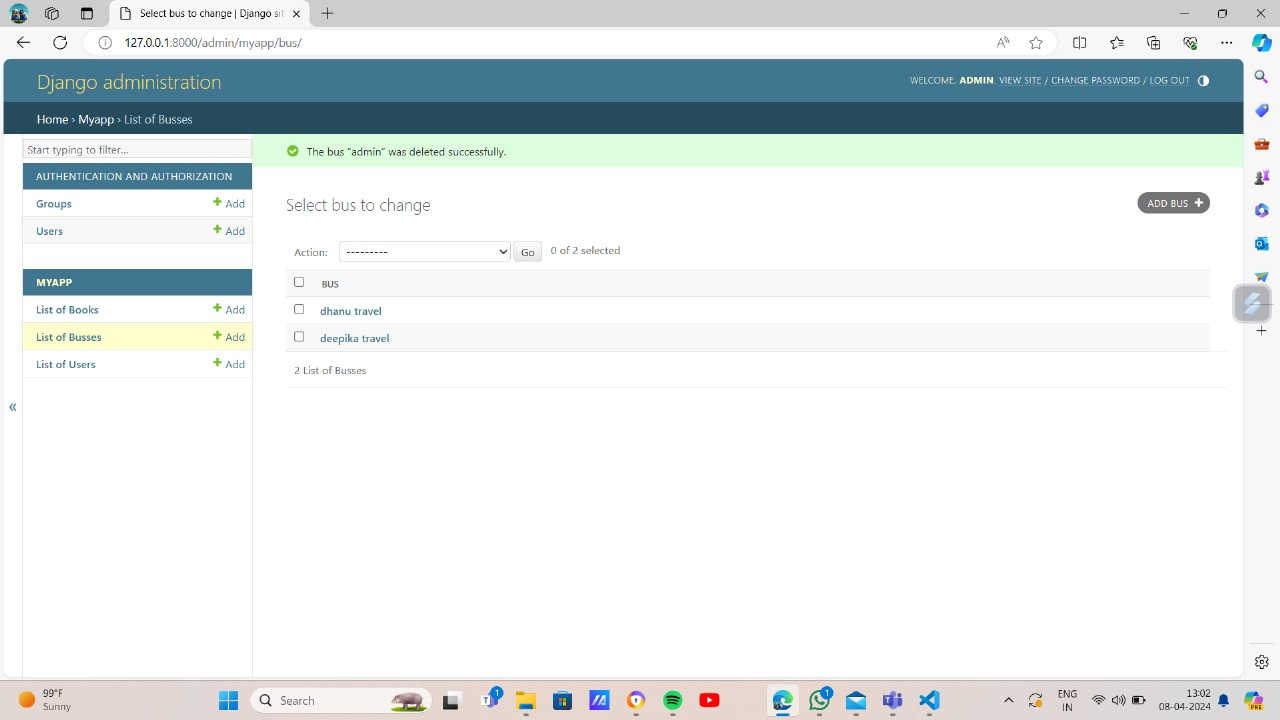 Select bus to change | Django sit
127.0.0.1:8000/admin/myapp/bus/
Django administration
WELCOME, ADMIN. VIEW SITE / CHANGE PASSWORD / LOG OUT
Home › Myapp › List of Busses
Start typing to filter...
The bus “admin” was deleted successfully.
AUTHENTICATION AND AUTHORIZATION
Groups + Add
Users + Add
MYAPP
List of Books + Add
List of Busses + Add
List of Users + Add
«
Select bus to change
ADD BUS +
Action: --------- Go 0 of 2 selected
BUS
dhanu travel
deepika travel
2 List of Busses
99°F
Sunny
Search
1
1
ENG
IN
13:02
08-04-2024
PRE